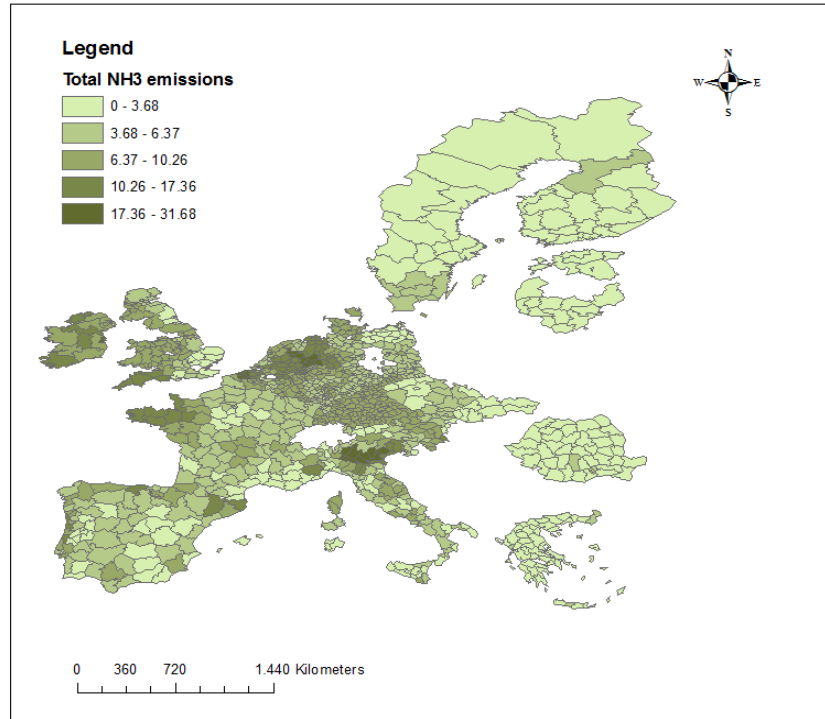 Legend
Total NH3 emissions
0 - 3.68
3.68 - 6.37
6.37 - 10.26
10.26 - 17.36
17.36 - 31.68
N
W E
S
0 360 720 1.440 Kilometers